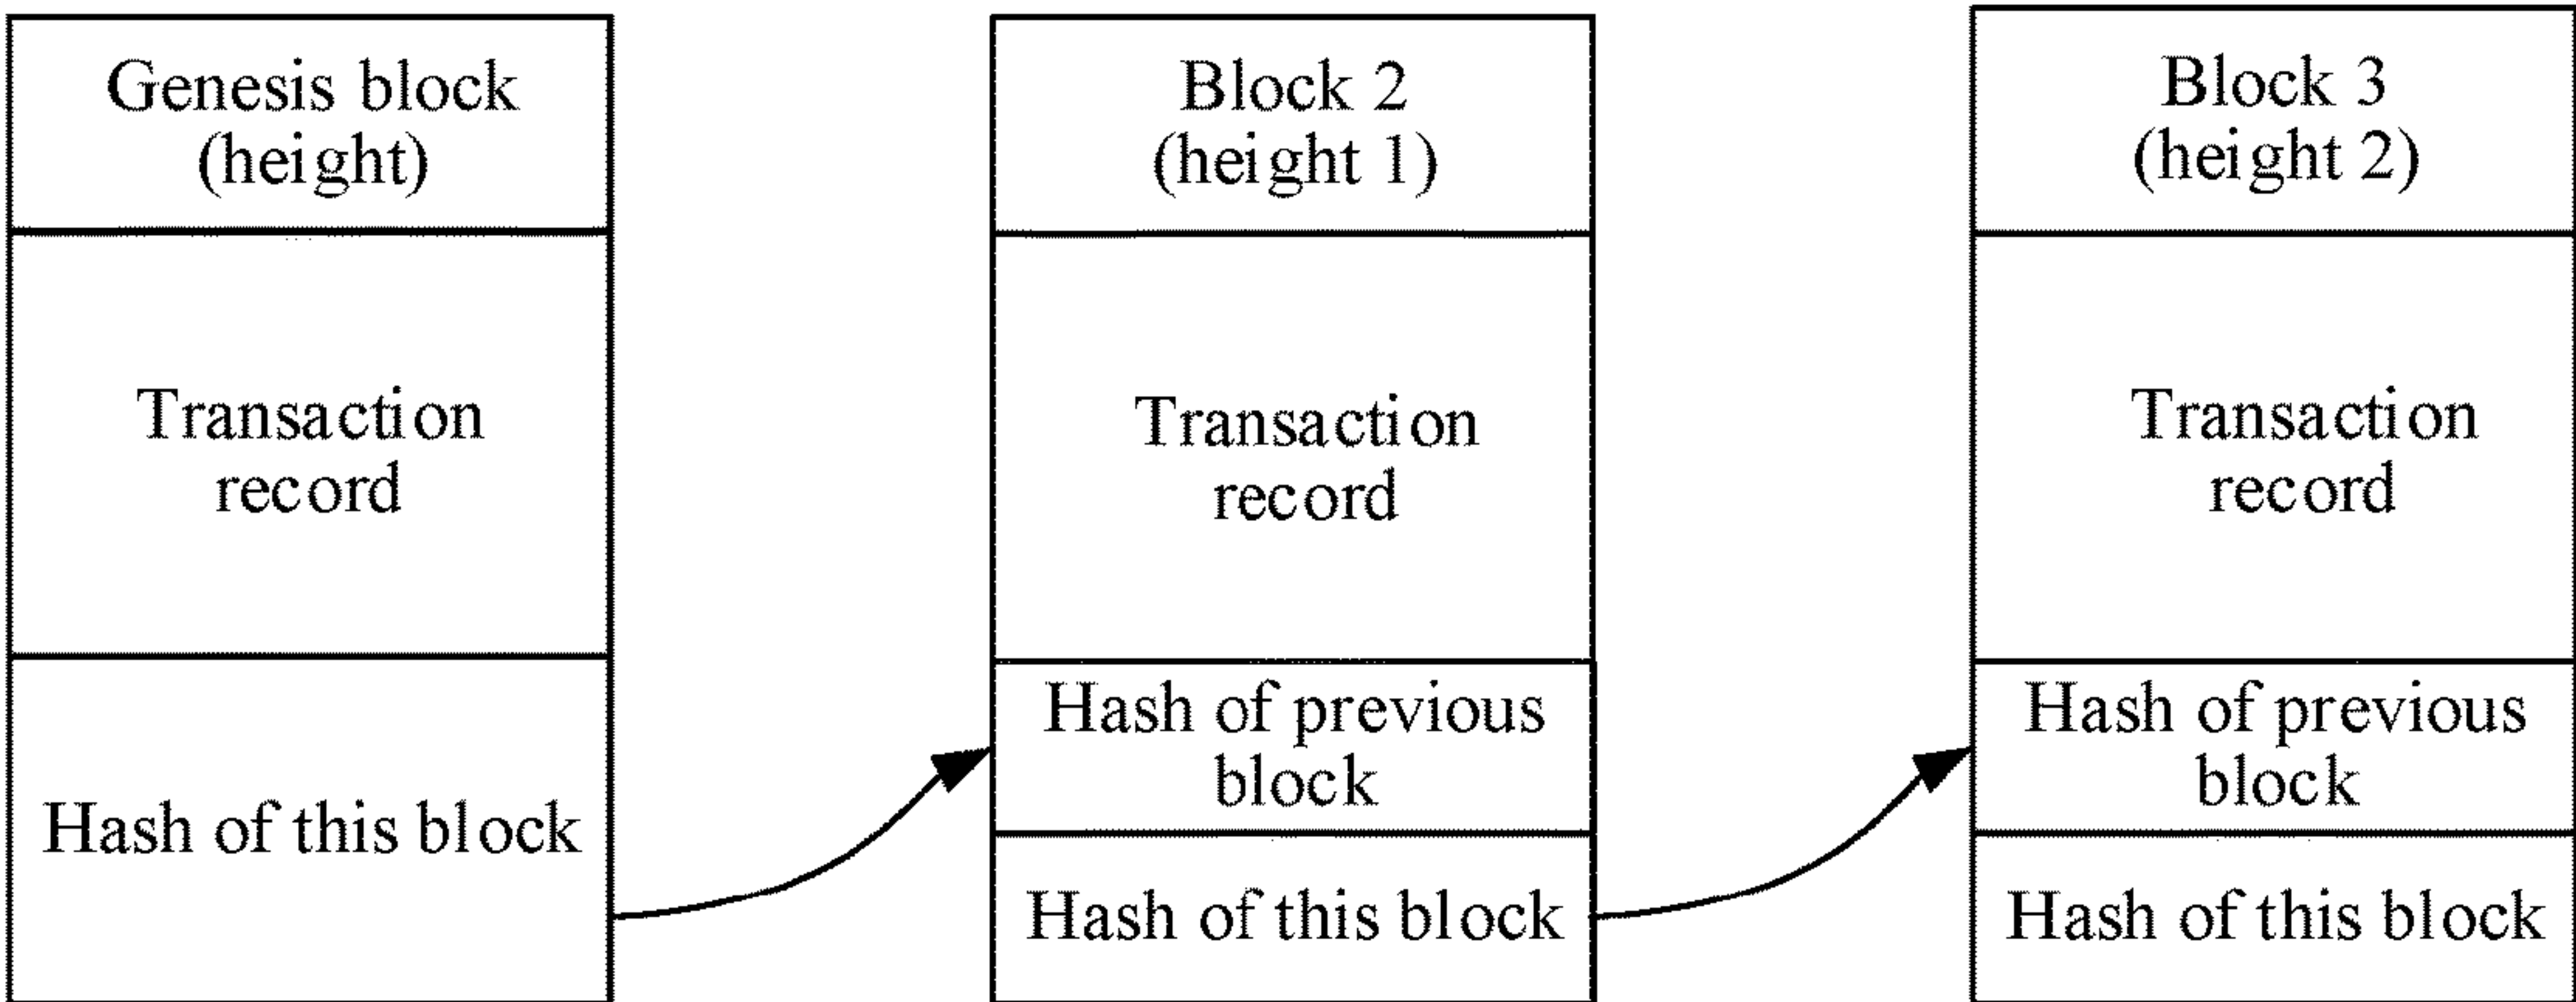 Genesis block
(height)
Transaction
record
Hash of this block
Block 2
(height 1)
Transaction
record
Hash of previous
block
Hash of this block
Block 3
(height 2)
Transaction
record
Hash of previous
block
Hash of this block